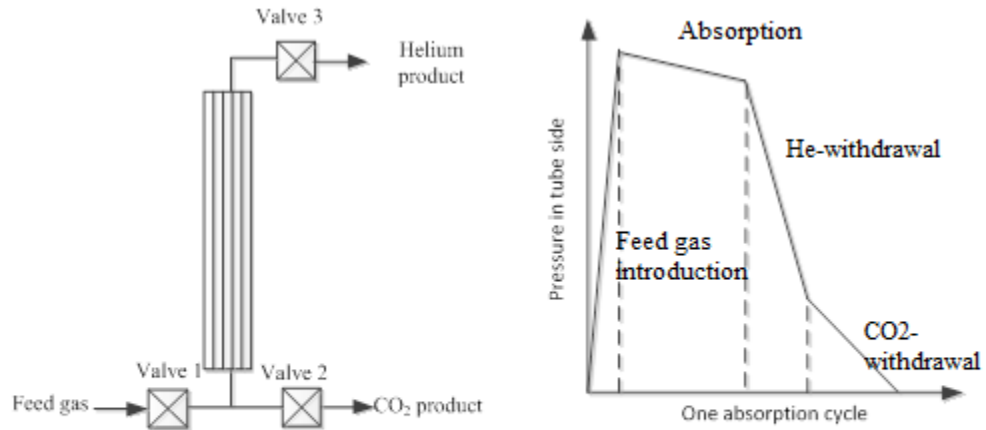 Valve 3
Helium
product
Valve 1
Valve 2
Feed gas
CO₂ product
Absorption
He-withdrawal
Feed gas
introduction
CO2-
withdrawal
Pressure in tube side
One absorption cycle